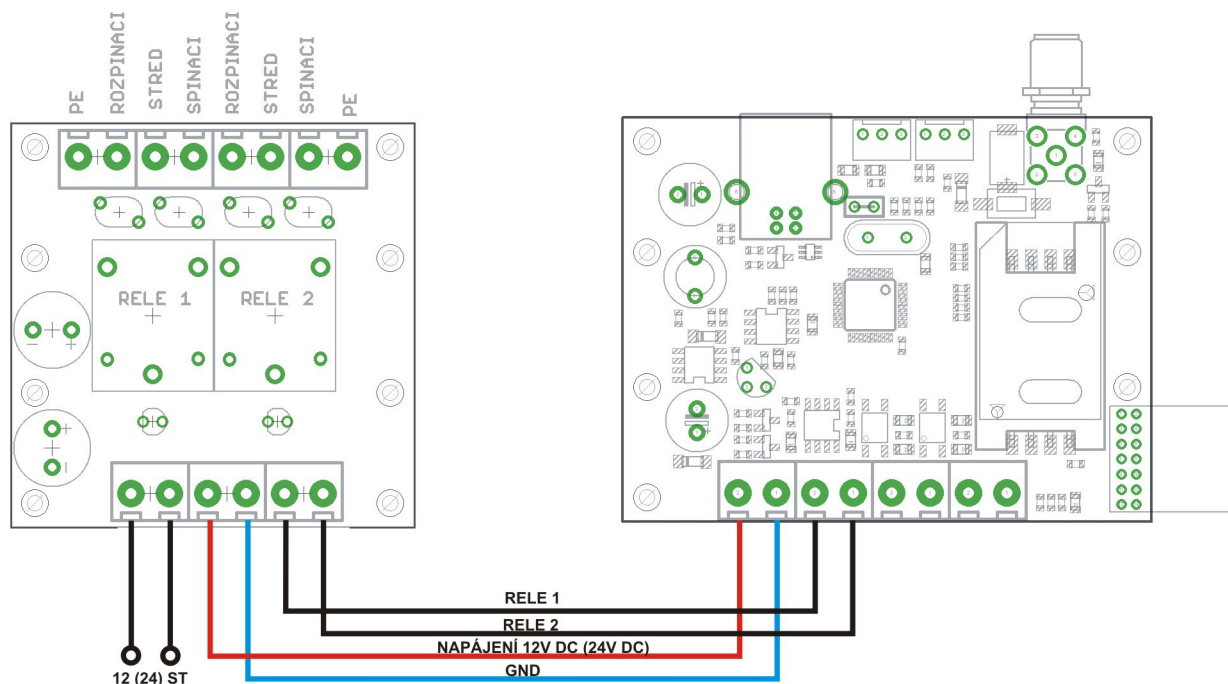 PE
ROZPINACI
STRED
SPINACI
ROZPINACI
STRED
SPINACI
PE
RELE 1
RELE 2
RELE 1
RELE 2
NAPÁJENÍ 12V DC (24V DC)
GND
12 (24) ST